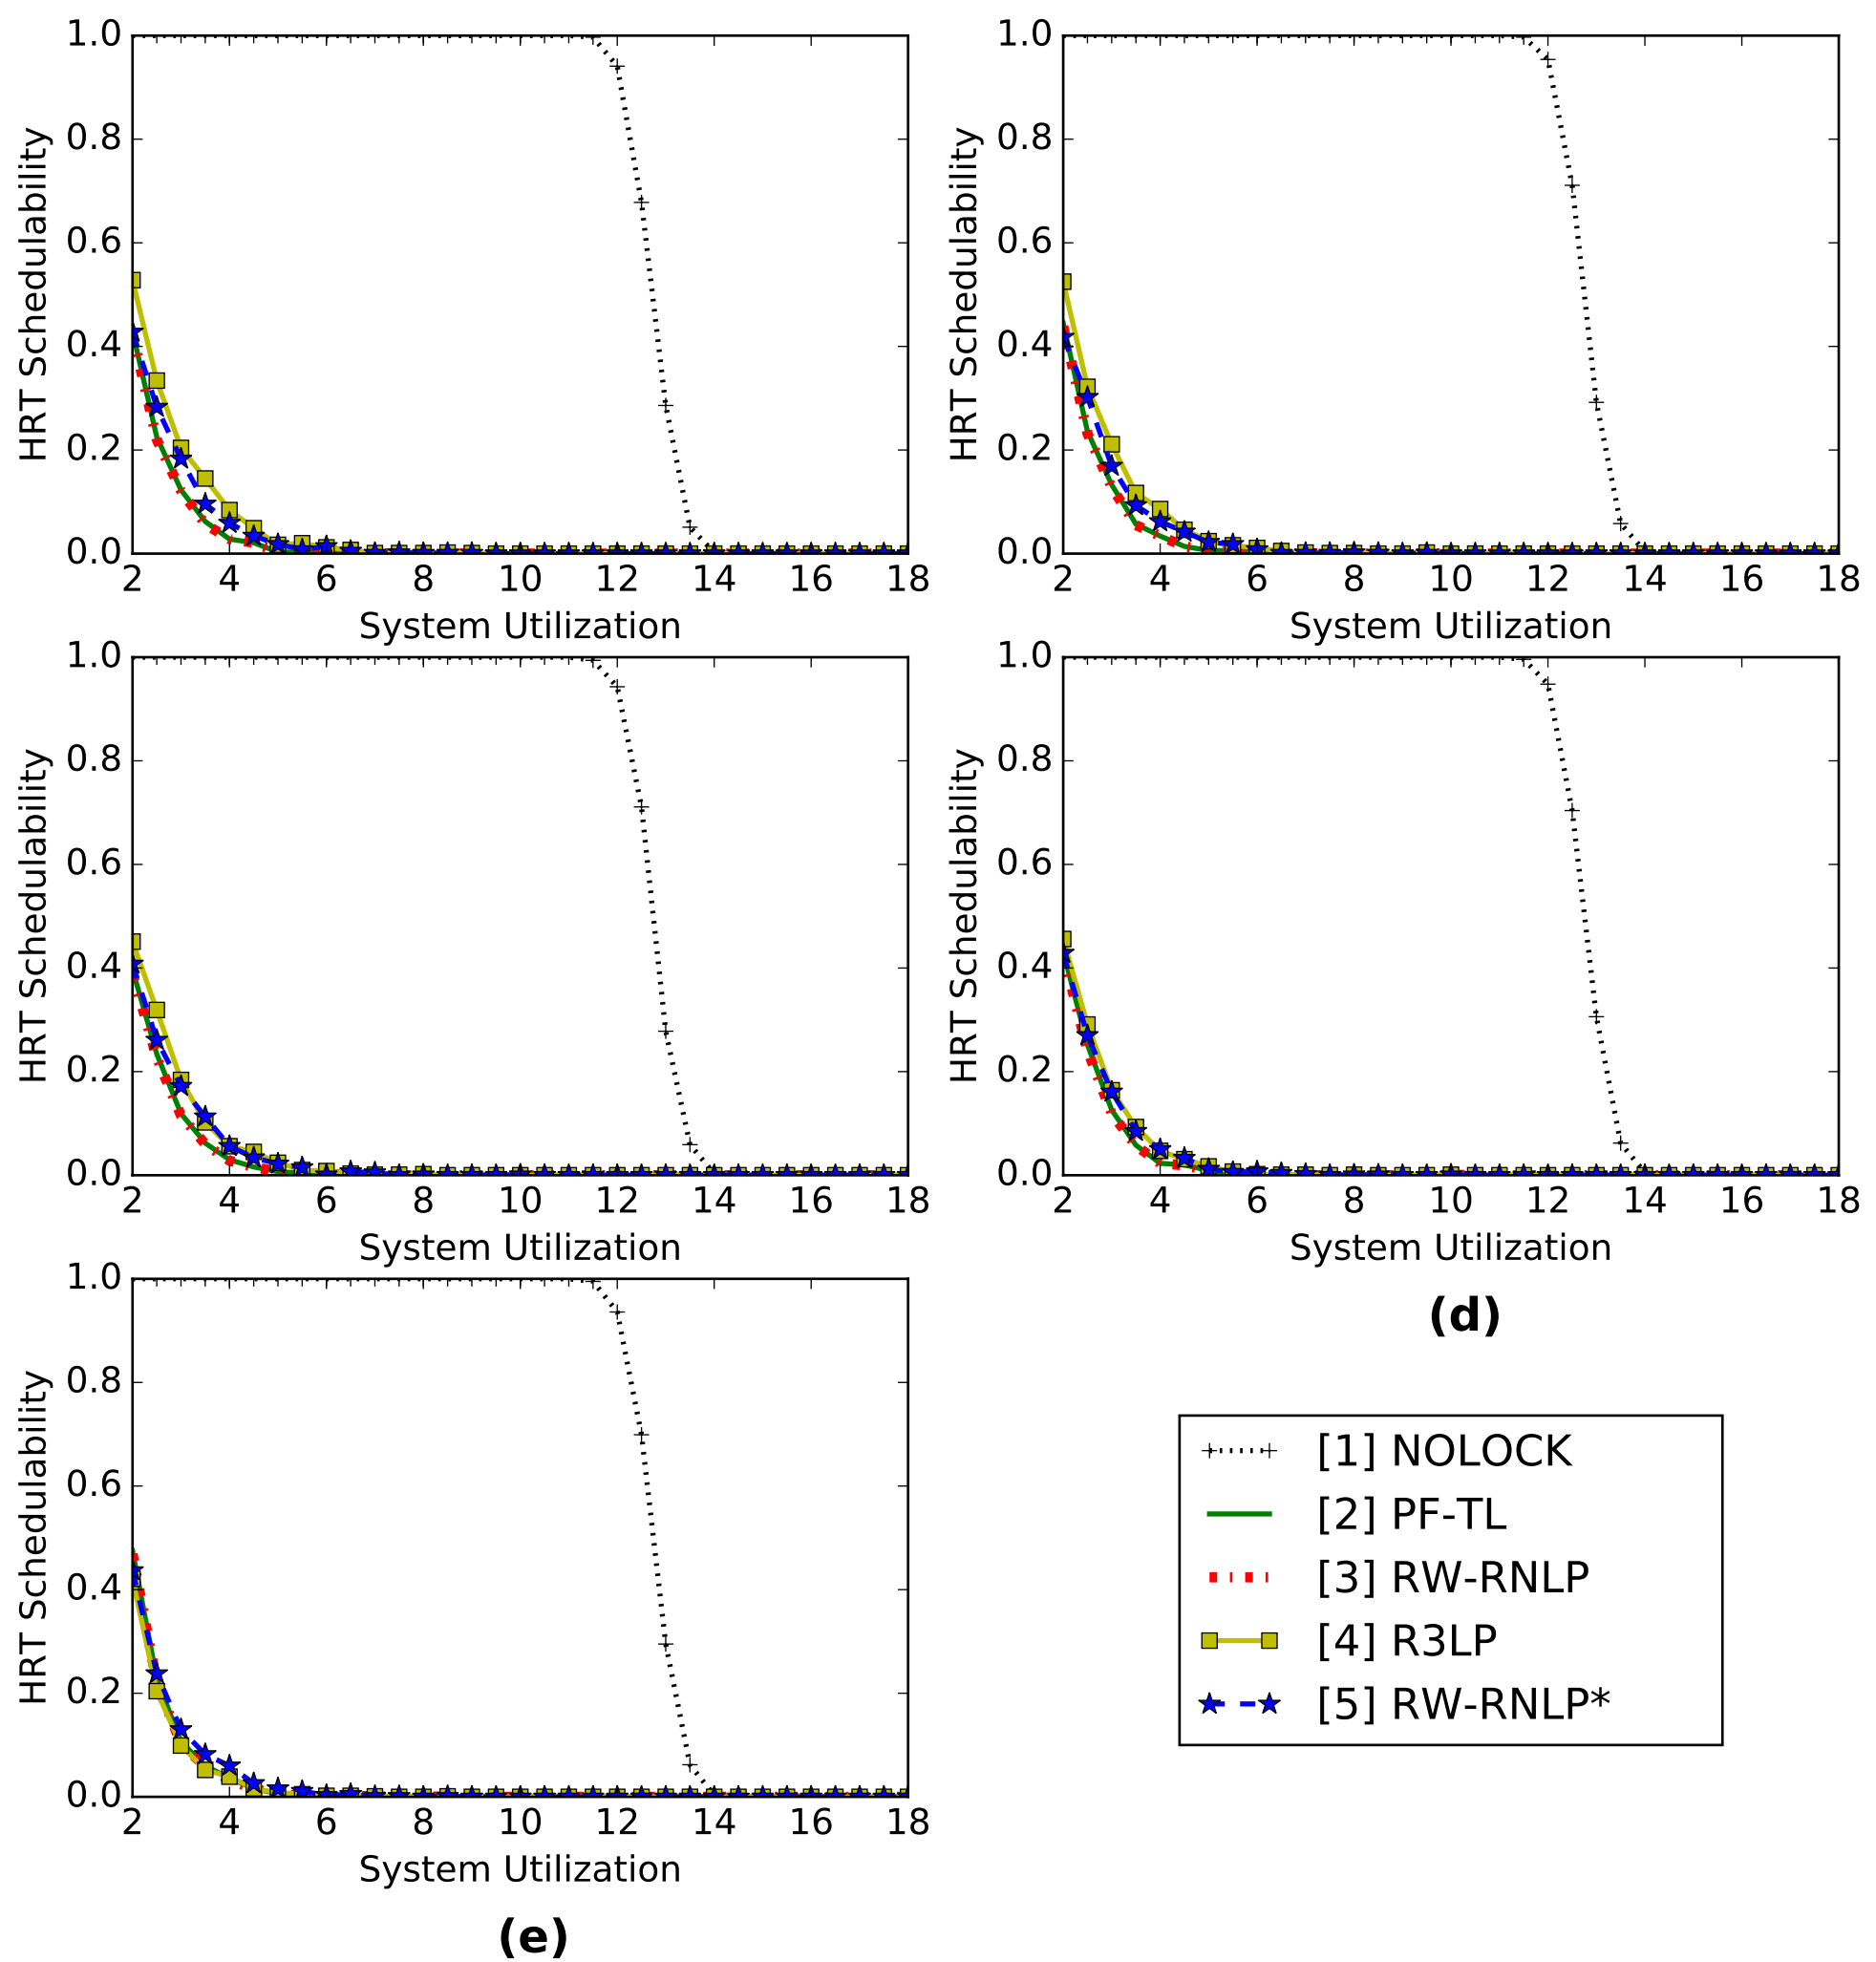 1.0
0.8
0.6
0.4
0.2
0.0
HRT Schedulability
2 4 6 8 10 12 14 16 18
System Utilization
1.0
0.8
0.6
0.4
0.2
0.0
HRT Schedulability
2 4 6 8 10 12 14 16 18
System Utilization
1.0
0.8
0.6
0.4
0.2
0.0
HRT Schedulability
2 4 6 8 10 12 14 16 18
System Utilization
1.0
0.8
0.6
0.4
0.2
0.0
HRT Schedulability
2 4 6 8 10 12 14 16 18
System Utilization
(d)
1.0
0.8
0.6
0.4
0.2
0.0
HRT Schedulability
2 4 6 8 10 12 14 16 18
System Utilization
(e)
[1] NOLOCK
[2] PF-TL
[3] RW-RNLP
[4] R3LP
[5] RW-RNLP*